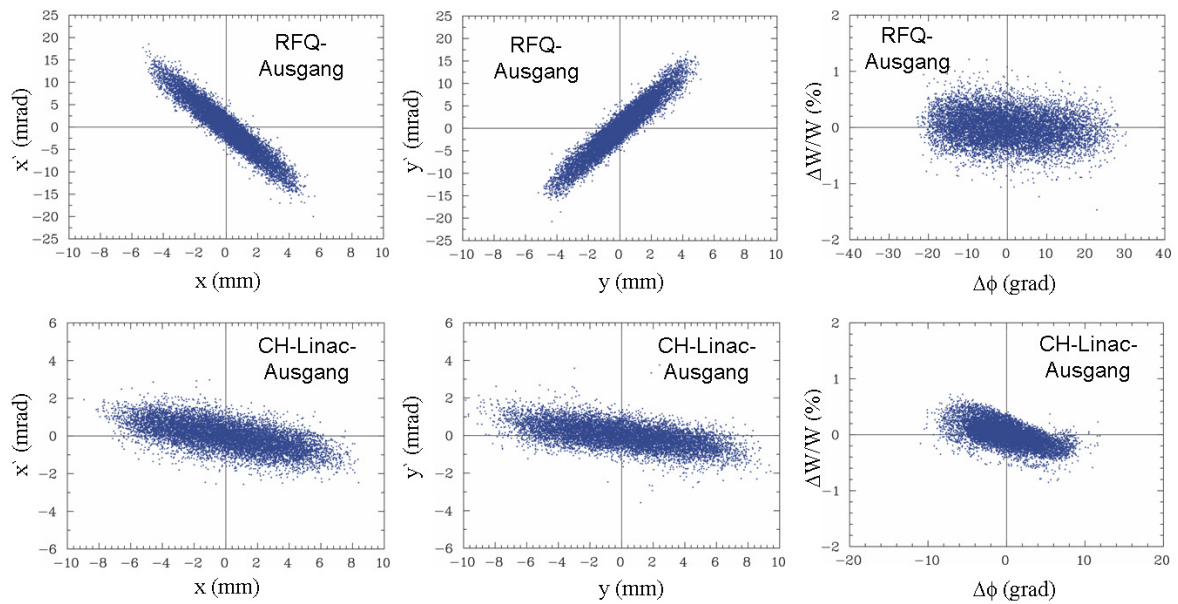 25
20
15
10
5
0
−5
−10
−15
−20
−25
x` (mrad)
RFQ-
Ausgang
−10 −8 −6 −4 −2 0 2 4 6 8 10
x (mm)
25
20
15
10
5
0
−5
−10
−15
−20
−25
y` (mrad)
RFQ-
Ausgang
−10 −8 −6 −4 −2 0 2 4 6 8 10
y (mm)
2
1
0
−1
−2
ΔW/W (%)
RFQ-
Ausgang
−40 −30 −20 −10 0 10 20 30 40
Δϕ (grad)
6
4
2
0
−2
−4
−6
x` (mrad)
CH-Linac-
Ausgang
−10 −8 −6 −4 −2 0 2 4 6 8 10
x (mm)
6
4
2
0
−2
−4
−6
y` (mrad)
CH-Linac-
Ausgang
−10 −8 −6 −4 −2 0 2 4 6 8 10
y (mm)
2
1
0
−1
−2
ΔW/W (%)
CH-Linac-
Ausgang
−20 −10 0 10 20
Δϕ (grad)